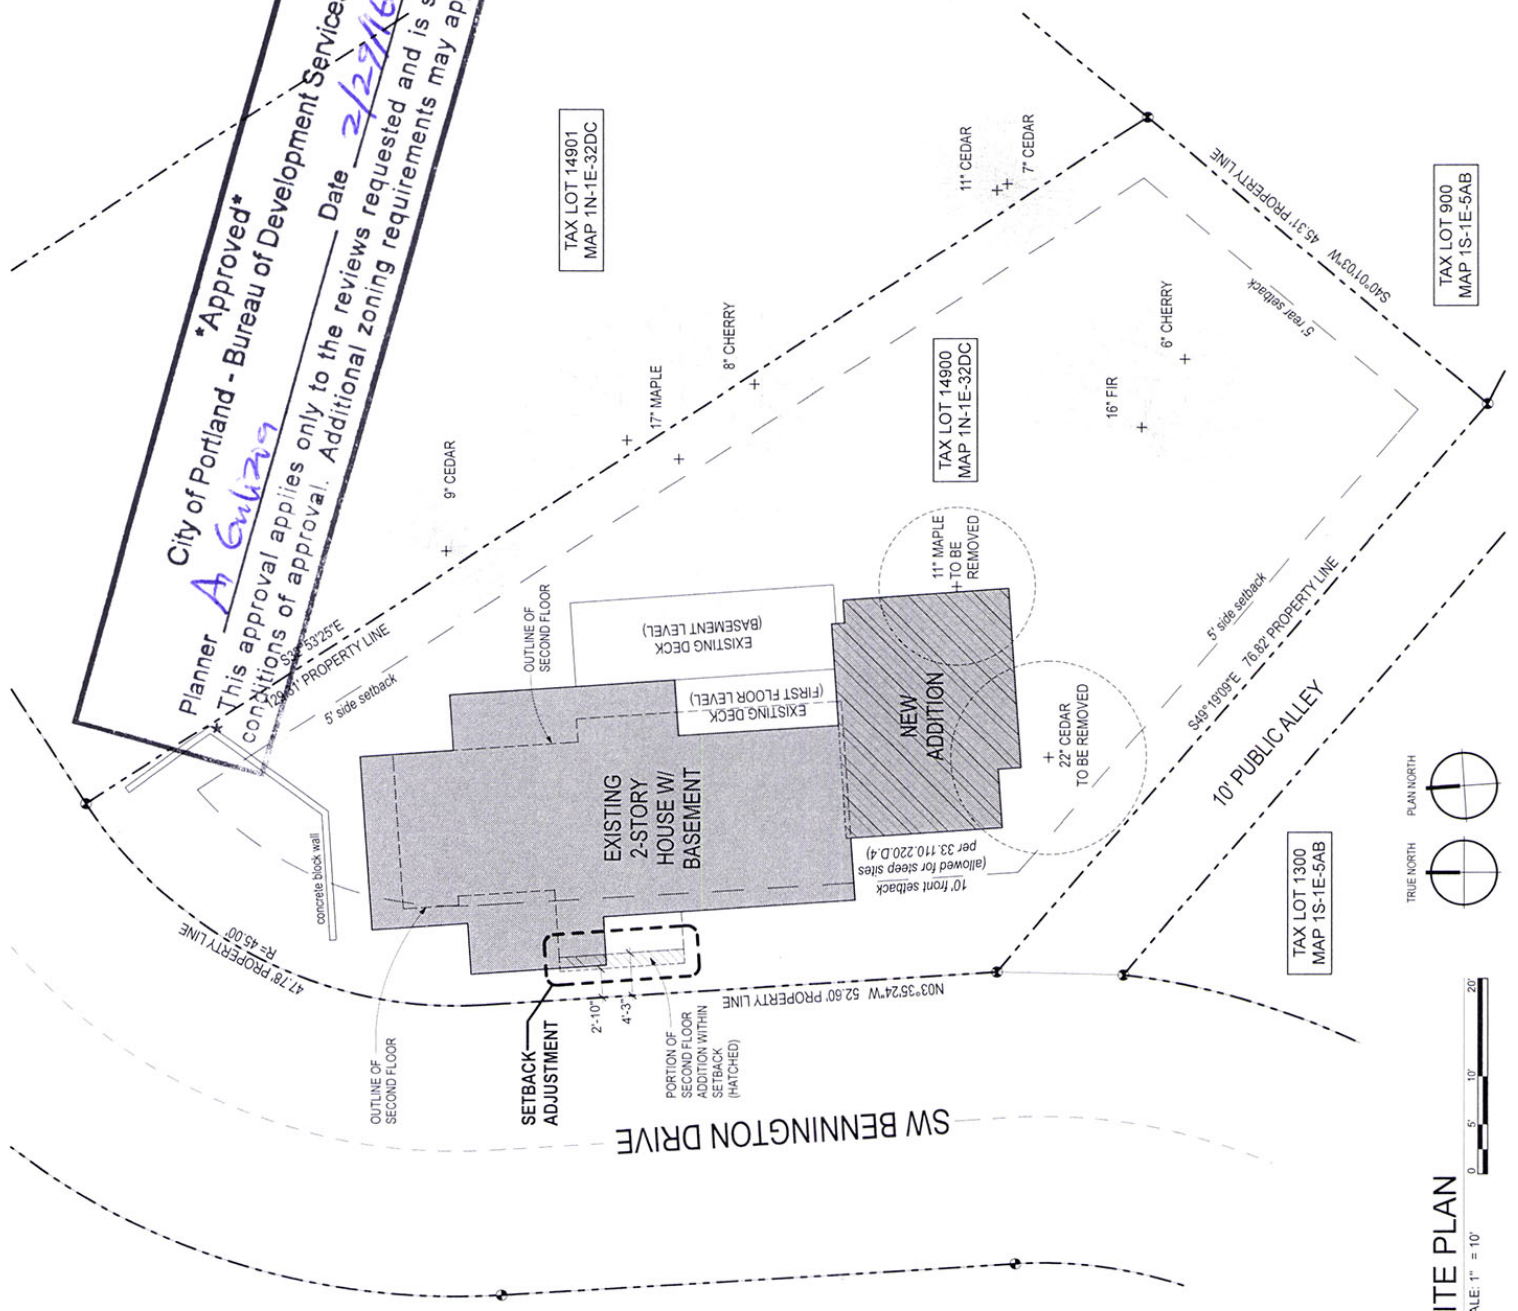 *Approved*
City of Portland - Bureau of Development Service
Planner
Date 2/29/16
* This approval applies only to the reviews requested and is s
conditions of approval. Additional zoning requirements may ap
TAX LOT 14901
MAP 1N-1E-32DC
11" CEDAR
7" CEDAR
S40°01'03"W 45.31' PROPERTY LINE
5' rear setback
TAX LOT 900
MAP 1S-1E-5AB
8" CHERRY
17" MAPLE
9" CEDAR
6" CHERRY
16" FIR
TAX LOT 14900
MAP 1N-1E-32DC
53'25"E
PROPERTY LINE
5' side setback
OUTLINE OF
SECOND FLOOR
EXISTING DECK
(BASEMENT LEVEL)
EXISTING DECK
(FIRST FLOOR LEVEL)
11" MAPLE
TO BE
REMOVED
NEW
ADDITION
22" CEDAR
TO BE REMOVED
EXISTING
2-STORY
HOUSE W/
BASEMENT
5' side setback
S49°19'09"E 76.82' PROPERTY LINE
10' PUBLIC ALLEY
concrete block wall
10' front setback
(allowed for steep sites
per 33.110.220.D.4)
47.78' PROPERTY LINE
R=45.00'
N03°35'24"W 52.60' PROPERTY LINE
2'-10"
4'-3"
OUTLINE OF
SECOND FLOOR
SETBACK
ADJUSTMENT
PORTION OF
SECOND FLOOR
ADDITION WITHIN
SETBACK
(HATCHED)
SW BENNINGTON DRIVE
TAX LOT 1300
MAP 1S-1E-5AB
TRUE NORTH
PLAN NORTH
0 5' 10' 20'
ITE PLAN
ALE: 1" = 10'